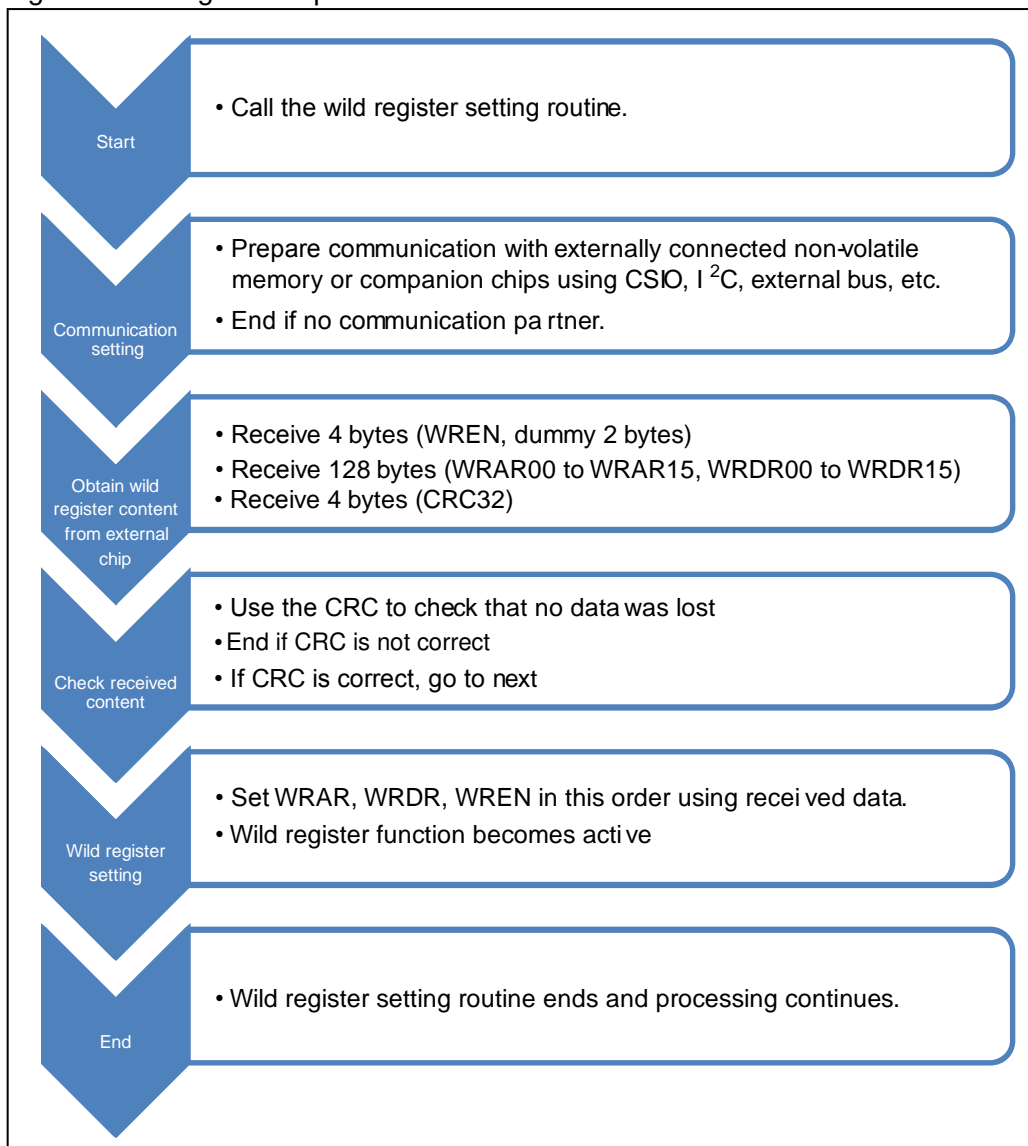 Start
• Call the wild register setting routine.
Communication
setting
• Prepare communication with externally connected non-volatile
memory or companion chips using CSIO, I 2C, external bus, etc.
• End if no communication pa rtner.
Obtain wild
register content
from external
chip
• Receive 4 bytes (WREN, dummy 2 bytes)
• Receive 128 bytes (WRAR00 to WRAR15, WRDR00 to WRDR15)
• Receive 4 bytes (CRC32)
Check received
content
• Use the CRC to check that no data was lost
• End if CRC is not correct
• If CRC is correct, go to next
Wild register
setting
• Set WRAR, WRDR, WREN in this order using recei ved data.
• Wild register function becomes acti ve
End
• Wild register setting routine ends and processing continues.